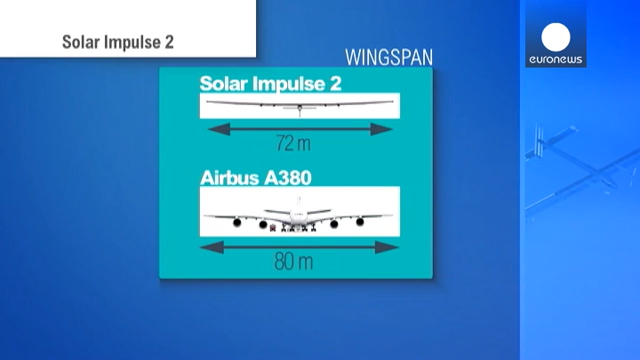 Solar Impulse 2
euronews
WINGSPAN
Solar Impulse 2
72 m
Airbus A380
80 m